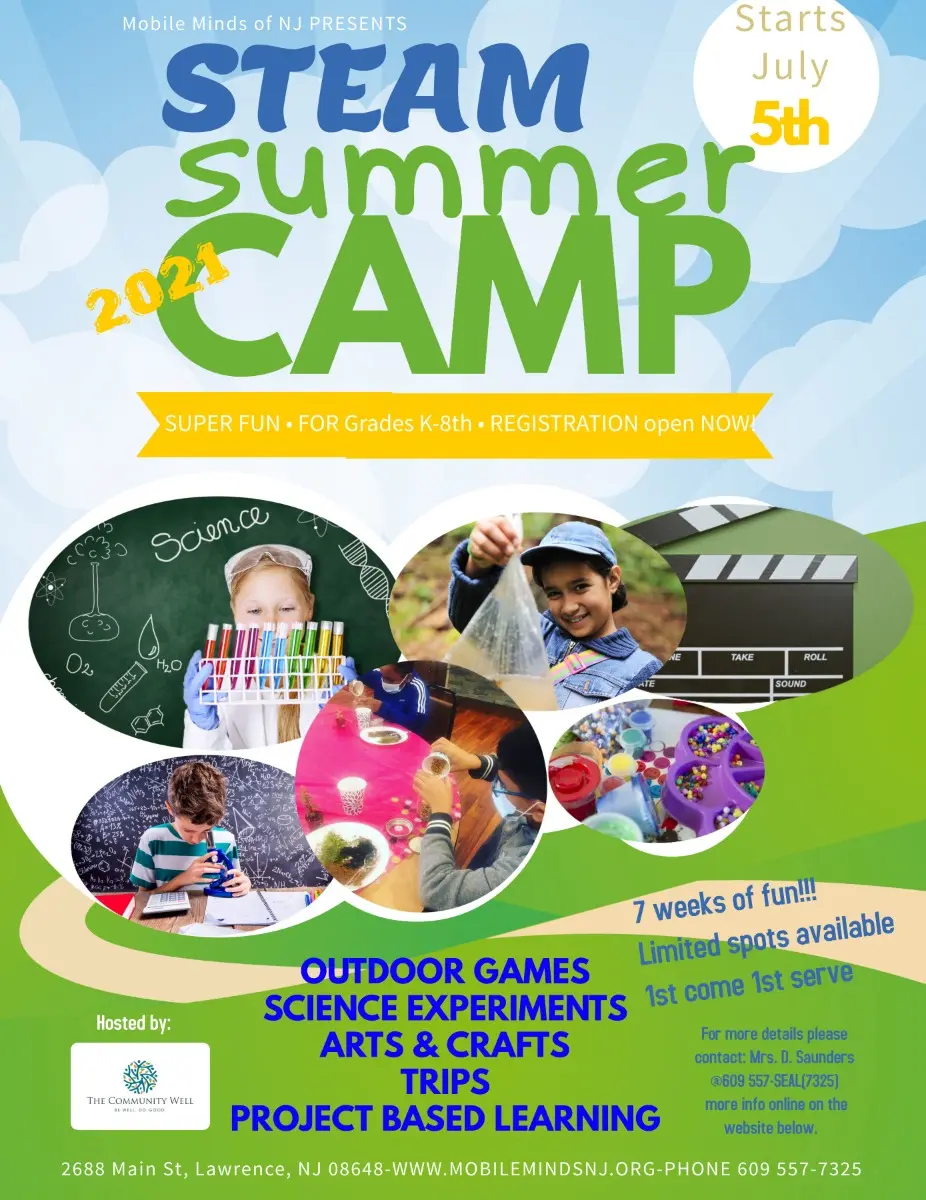 Mobile Minds of NJ PRESENTS
STEAM
summer
CAMP
2021
Starts
July
5th
SUPER FUN • FOR Grades K-8th • REGISTRATION open NOW!
Science
O2
H2O
TAKE
ROLL
SOUND
7 weeks of fun!!!
Limited spots available
1st come 1st serve
OUTDOOR GAMES
SCIENCE EXPERIMENTS
ARTS & CRAFTS
TRIPS
PROJECT BASED LEARNING
Hosted by:
THE COMMUNITY WELL
BE WELL. DO GOOD.
For more details please
contact: Mrs. D. Saunders
@609 557-SEAL(7325)
more info online on the
website below.
2688 Main St, Lawrence, NJ 08648-WWW.MOBILEMINDSNJ.ORG-PHONE 609 557-7325